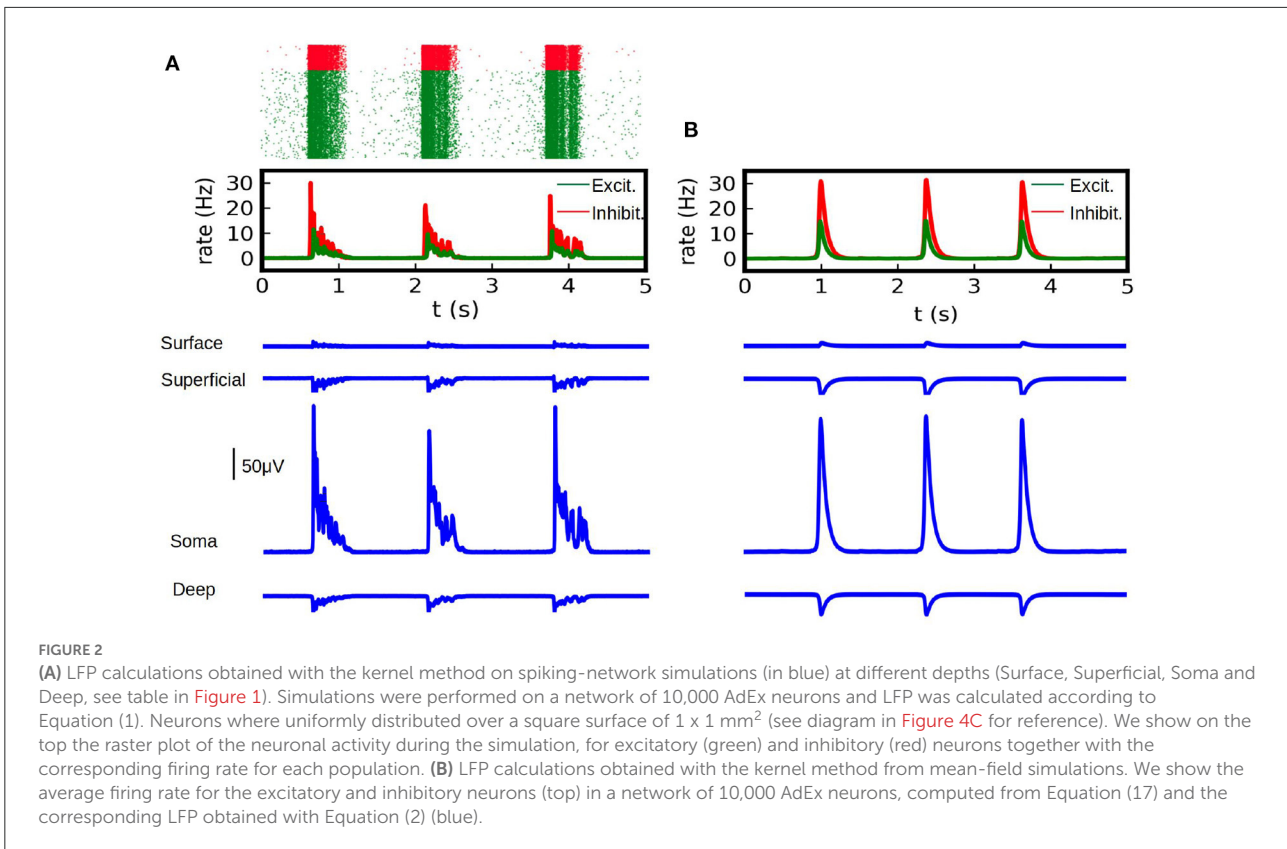 A
B
rate (Hz)
30
20
10
0
Excit.
Inhibit.
0 1 2 3 4 5
t (s)
rate (Hz)
30
20
10
0
Excit.
Inhibit.
0 1 2 3 4 5
t (s)
Surface
Superficial
50µV
Soma
Deep
FIGURE 2
(A) LFP calculations obtained with the kernel method on spiking-network simulations (in blue) at different depths (Surface, Superficial, Soma and
Deep, see table in Figure 1). Simulations were performed on a network of 10,000 AdEx neurons and LFP was calculated according to
Equation (1). Neurons where uniformly distributed over a square surface of 1 x 1 mm² (see diagram in Figure 4C for reference). We show on the
top the raster plot of the neuronal activity during the simulation, for excitatory (green) and inhibitory (red) neurons together with the
corresponding firing rate for each population. (B) LFP calculations obtained with the kernel method from mean-field simulations. We show the
average firing rate for the excitatory and inhibitory neurons (top) in a network of 10,000 AdEx neurons, computed from Equation (17) and the
corresponding LFP obtained with Equation (2) (blue).